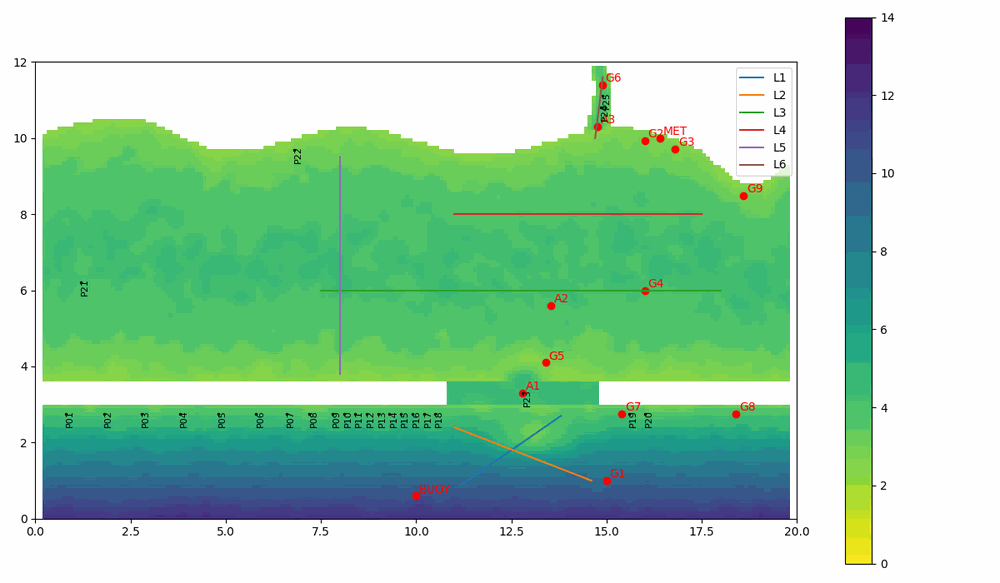 14
12
10
8
6
4
2
0
12
10
8
6
4
2
0
0.0 2.5 5.0 7.5 10.0 12.5 15.0 17.5 20.0
L1
L2
L3
L4
L5
L6
G6
P25
G2
MET
G3
P22
G9
P21
G4
A2
G5
A1
P23
G7
G8
P01
P02
P03
P04
P05
P06
P07
P08
P09
P10
P11
P12
P13
P14
P15
P16
P17
P18
P19
P20
BUOY
G1